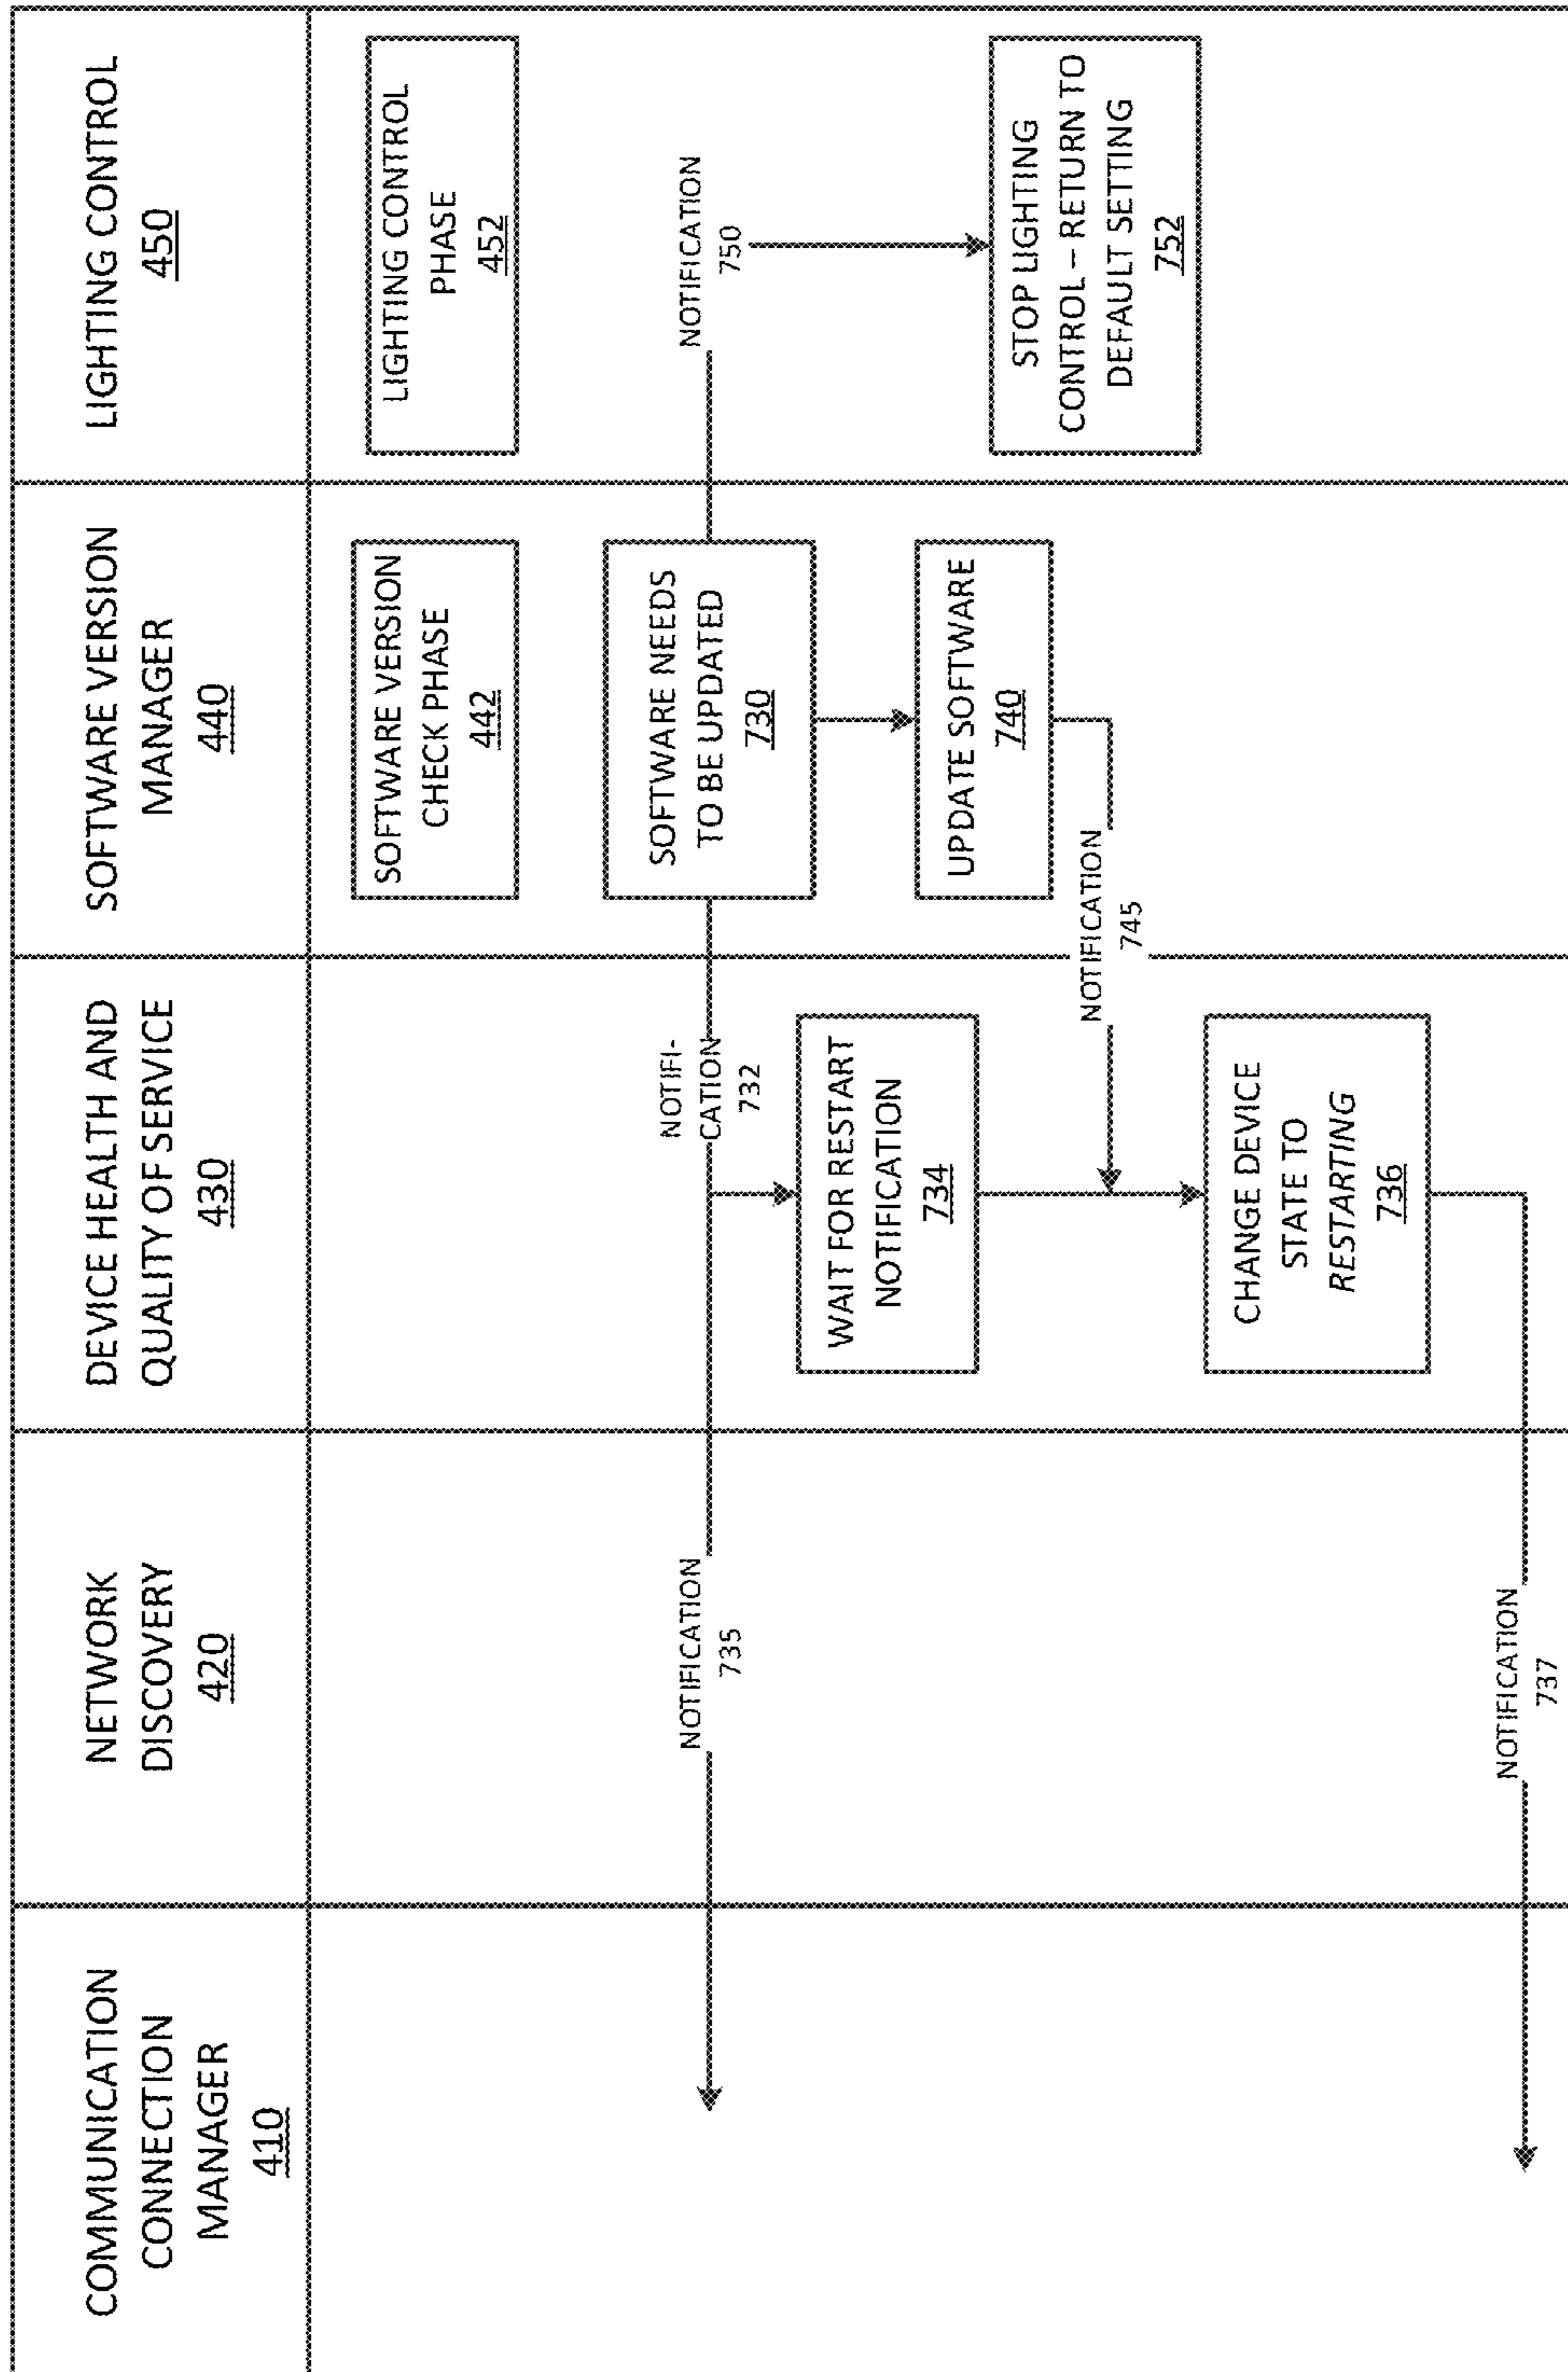 COMMUNICATION
CONNECTION
MANAGER
410
NETWORK
DISCOVERY
420
DEVICE HEALTH AND
QUALITY OF SERVICE
430
SOFTWARE VERSION
MANAGER
440
LIGHTING CONTROL
450
SOFTWARE VERSION
CHECK PHASE
442
LIGHTING CONTROL
PHASE
452
NOTIFICATION
735
NOTIFI-
CATION
732
SOFTWARE NEEDS
TO BE UPDATED
730
NOTIFICATION
750
WAIT FOR RESTART
NOTIFICATION
734
UPDATE SOFTWARE
740
STOP LIGHTING
CONTROL – RETURN TO
DEFAULT SETTING
752
NOTIFICATION
745
CHANGE DEVICE
STATE TO
RESTARTING
736
NOTIFICATION
737